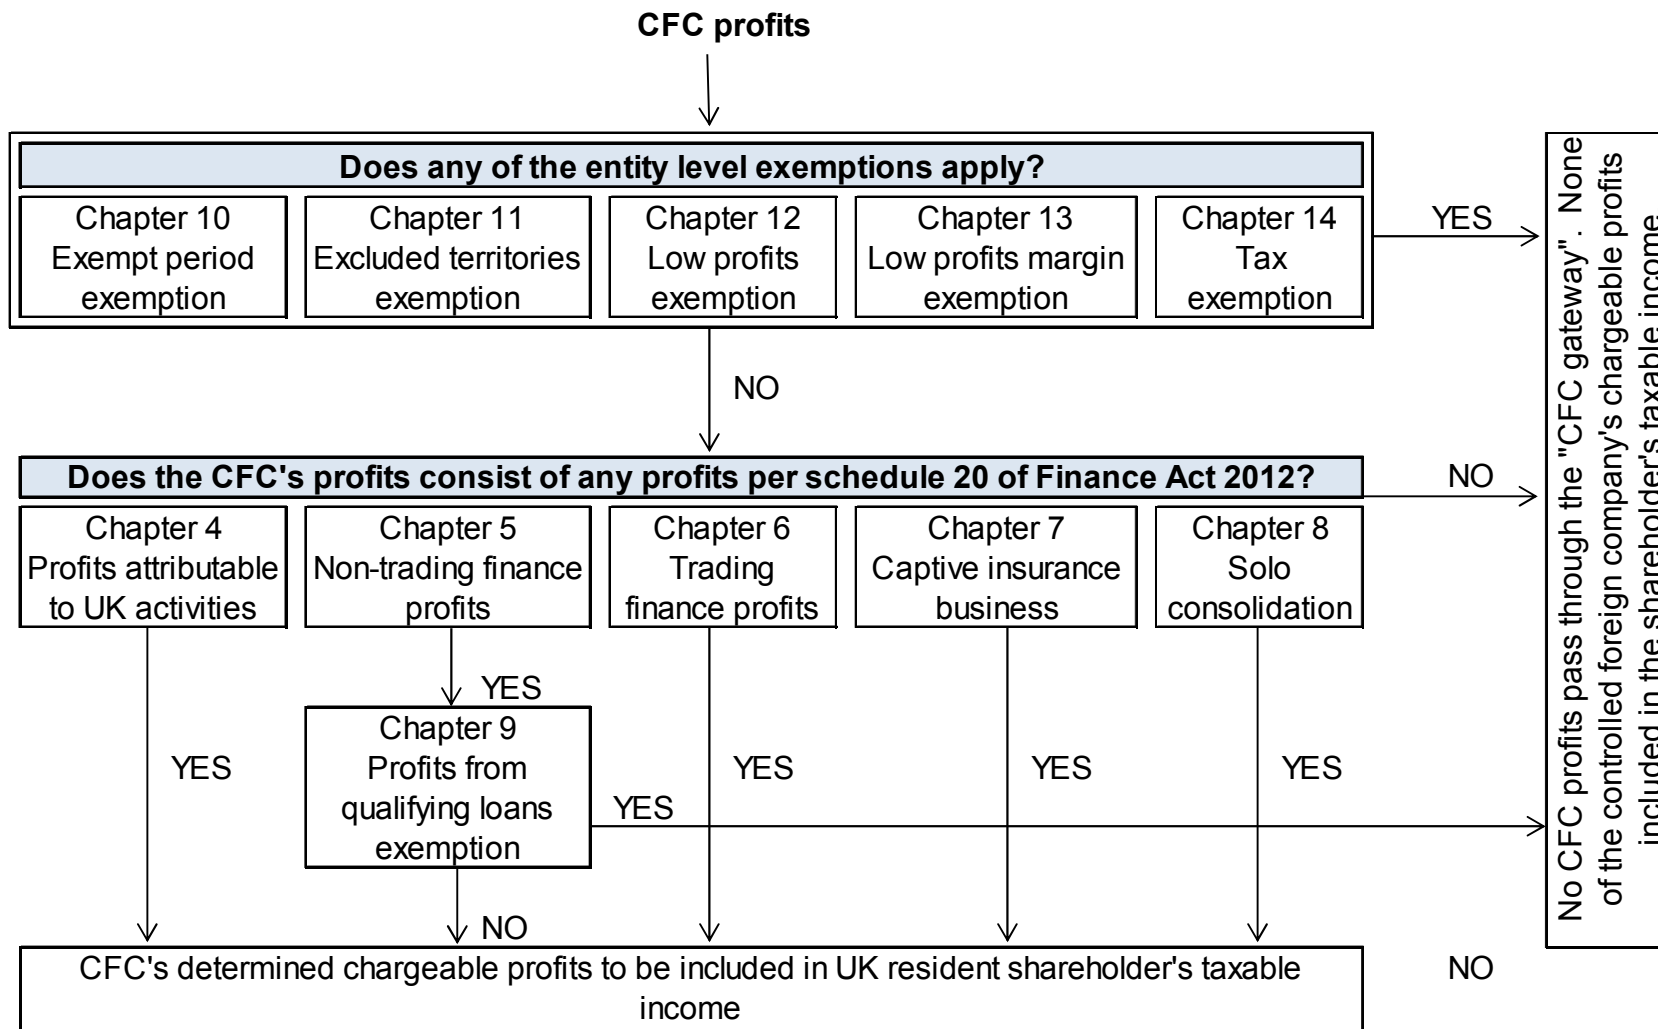 CFC profits
Does any of the entity level exemptions apply?
Chapter 10
Exempt period
exemption
Chapter 11
Excluded territories
exemption
Chapter 12
Low profits
exemption
Chapter 13
Low profits margin
exemption
Chapter 14
Tax
exemption
YES
NO
Does the CFC's profits consist of any profits per schedule 20 of Finance Act 2012?
NO
Chapter 4
Profits attributable
to UK activities
Chapter 5
Non-trading finance
profits
Chapter 6
Trading
finance profits
Chapter 7
Captive insurance
business
Chapter 8
Solo
consolidation
YES
Chapter 9
Profits from
qualifying loans
exemption
YES
YES
YES
YES
YES
NO
CFC's determined chargeable profits to be included in UK resident shareholder's taxable
income
NO
No CFC profits pass through the "CFC gateway". None
of the controlled foreign company's chargeable profits
included in the shareholder's taxable income